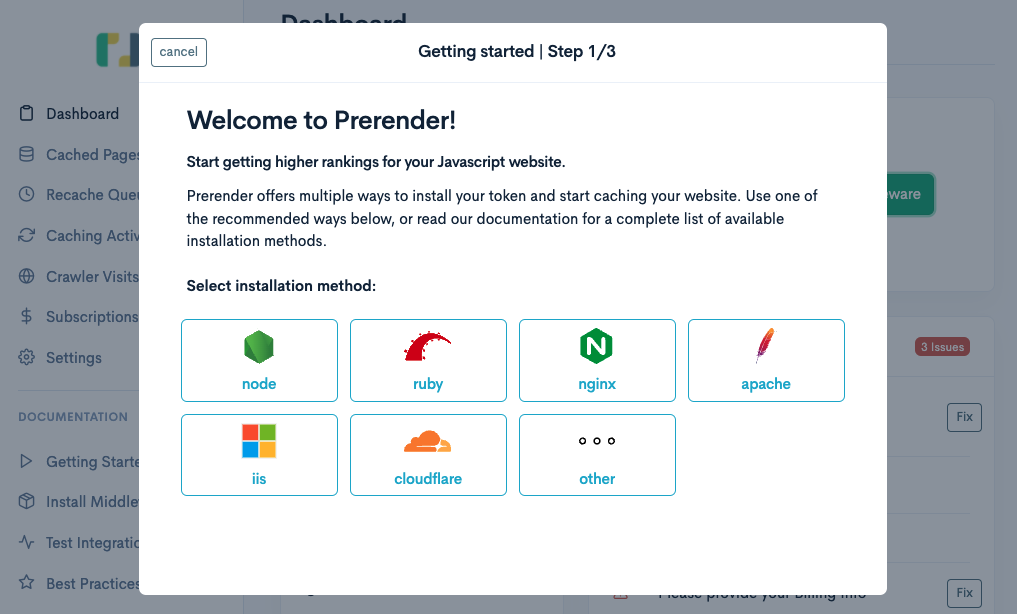 Dashboard
cancel
Getting started | Step 1/3
Dashboard
Cached Pages
Recache Que
Caching Activ
Crawler Visits
Subscriptions
Settings
DOCUMENTATION
Getting Starte
Install Middle
Test Integratio
Best Practices
Welcome to Prerender!
Start getting higher rankings for your Javascript website.
Prerender offers multiple ways to install your token and start caching your website. Use one of
the recommended ways below, or read our documentation for a complete list of available
installation methods.
Select installation method:
node
ruby
nginx
apache
iis
cloudflare
other
eware
3 Issues
Fix
Please provide your Billing Info
Fix